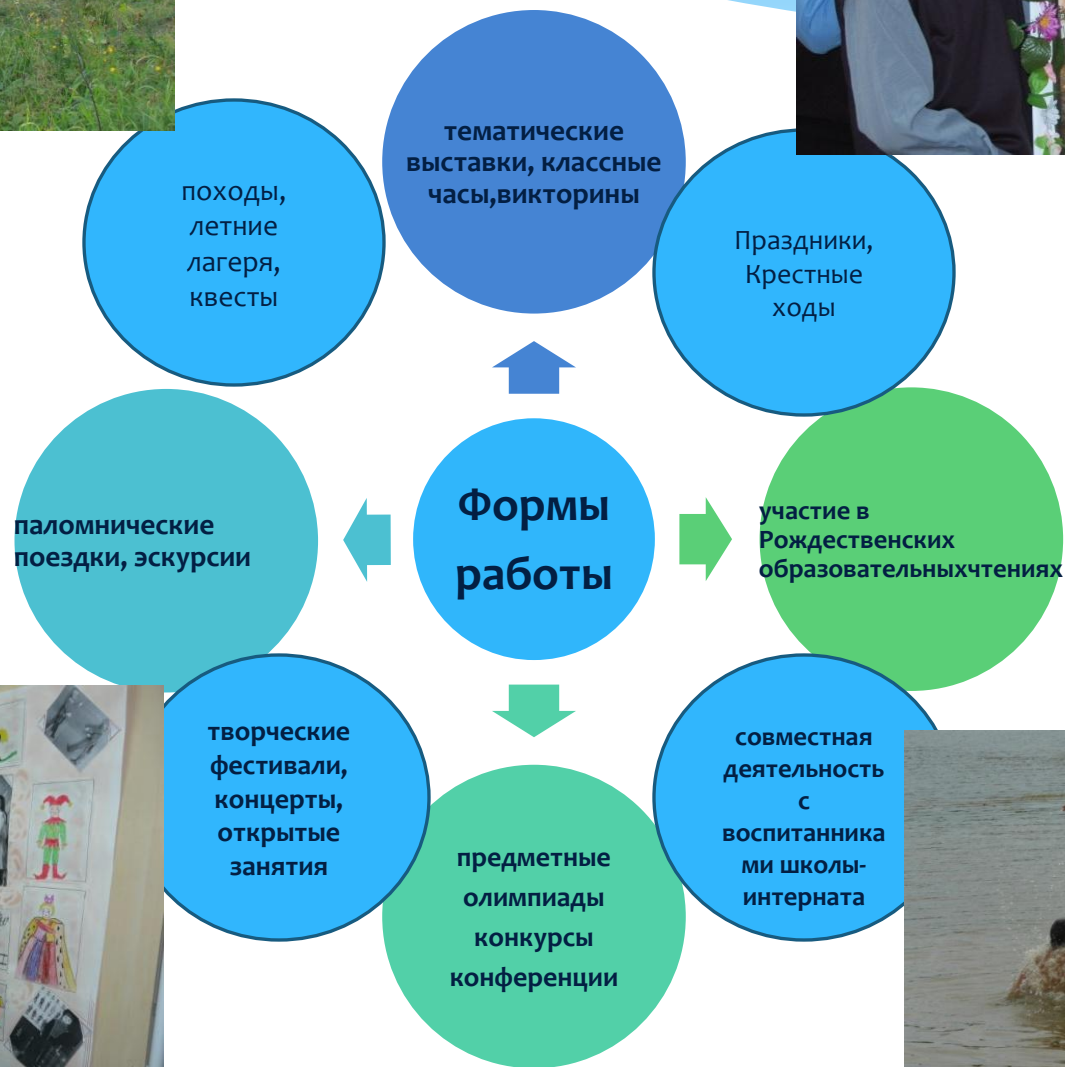 тематические
выставки, классные
часы,викторины
походы,
летние
лагеря,
квесты
Праздники,
Крестные
ходы
Формы
работы
паломнические
поездки, эскурсии
участие в
Рождественских
образовательныхчтениях
творческие
фестивали,
концерты,
открытые
занятия
совместная
деятельность
с
воспитанника
ми школы-
интерната
предметные
олимпиады
конкурсы
конференции